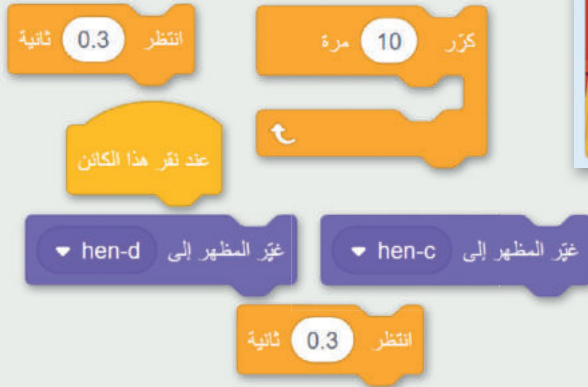 كرّر 10 مرة
انتظر 0.3 ثانية
عند نقر هذا الكائن
غيّر المظهر إلى hen-c
غيّر المظهر إلى hen-d
انتظر 0.3 ثانية